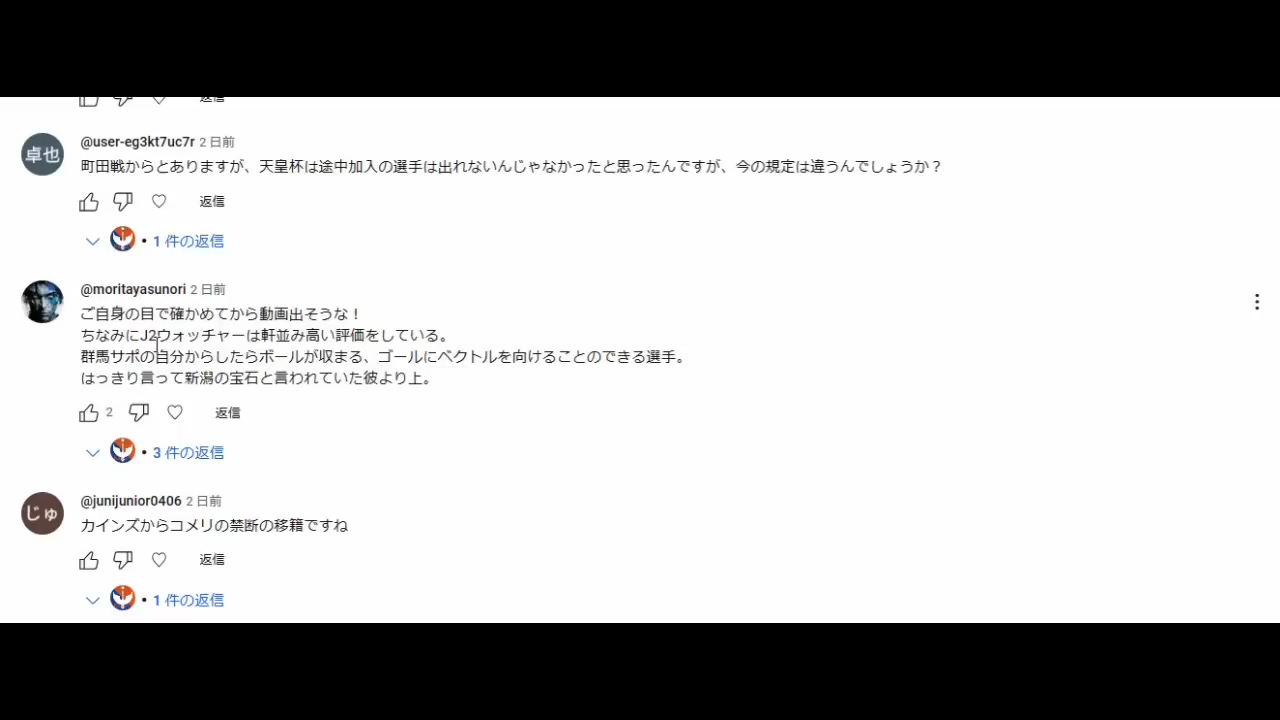 返信
卓也
@user-eg3kt7uc7r 2 日前
町田戦からとありますが、天皇杯は途中加入の選手は出れないんじゃなかったと思ったんですが、今の規定は違うんでしょうか？
返信
• 1 件の返信
@moritayasunori 2 日前
ご自身の目で確かめてから動画出そうな！
ちなみにJ2ウォッチャーは軒並み高い評価をしている。
群馬サポの自分からしたらボールが収まる、ゴールにベクトルを向けることのできる選手。
はっきり言って新潟の宝石と言われていた彼より上。
2 返信
• 3 件の返信
じゅ
@junijunior0406 2 日前
カインズからコメリの禁断の移籍ですね
返信
• 1 件の返信